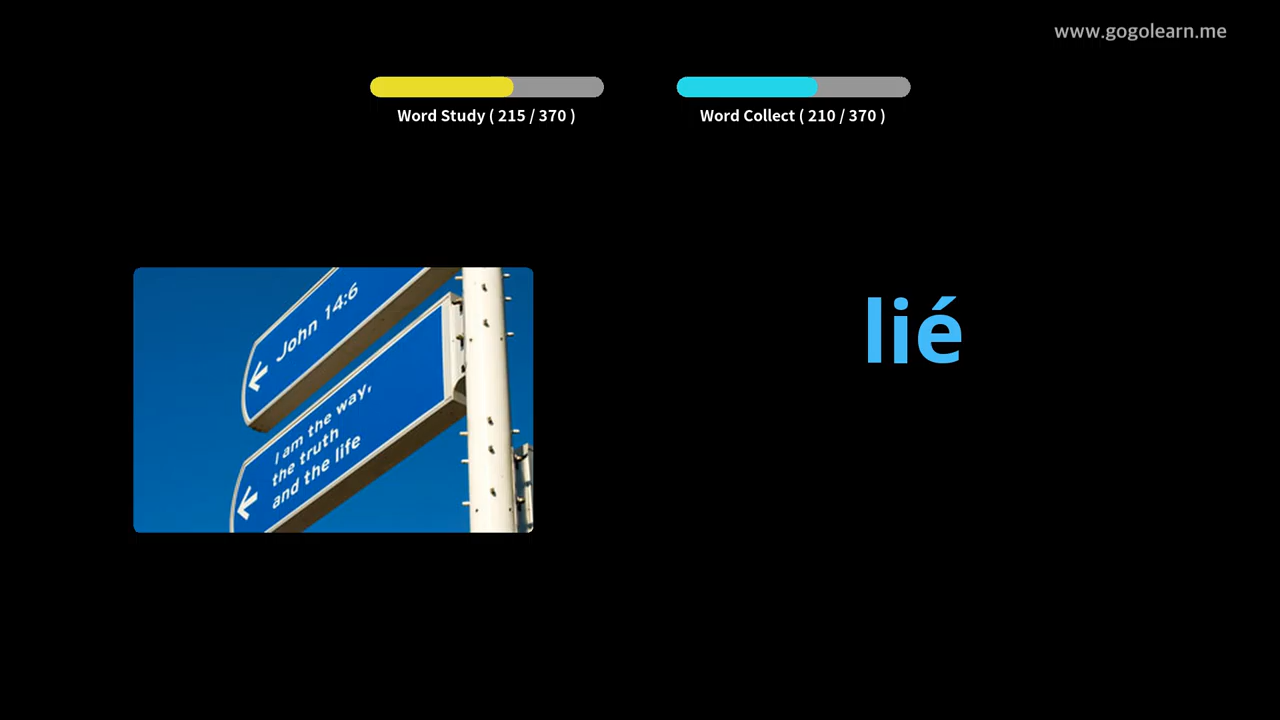 www.gogolearn.me
Word Study ( 215 / 370 )
Word Collect ( 210 / 370 )
John 14:6
I am the way,
the truth
and the life
lié